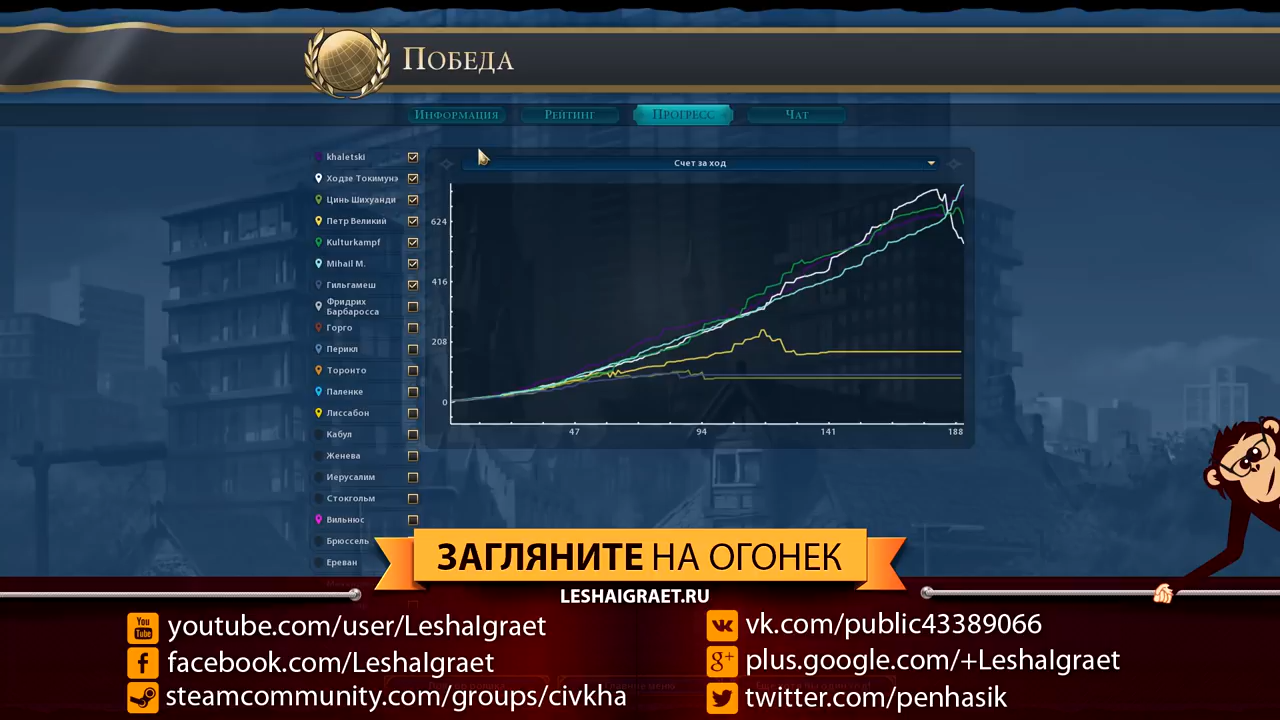 Победа
Информация
Рейтинг
Прогресс
Чат
khaletski
Ходзе Токимунэ
Цинь Шихуанди
Петр Великий
Kulturkampf
Mihail M.
Гильгамеш
Фридрих
Барбаросса
Горго
Перикл
Торонто
Паленке
Лиссабон
Кабул
Женева
Иерусалим
Стокгольм
Вильнюс
Брюссель
Ереван
Счет за ход
624
416
208
0
47
94
141
188
ЗАГЛЯНИТЕ НА ОГОНЕК
LESHAIGRAET.RU
You
Tube
youtube.com/user/LeshaIgraet
facebook.com/LeshaIgraet
steamcommunity.com/groups/civkha
vk.com/public43389066
g+
plus.google.com/+LeshaIgraet
twitter.com/penhasik